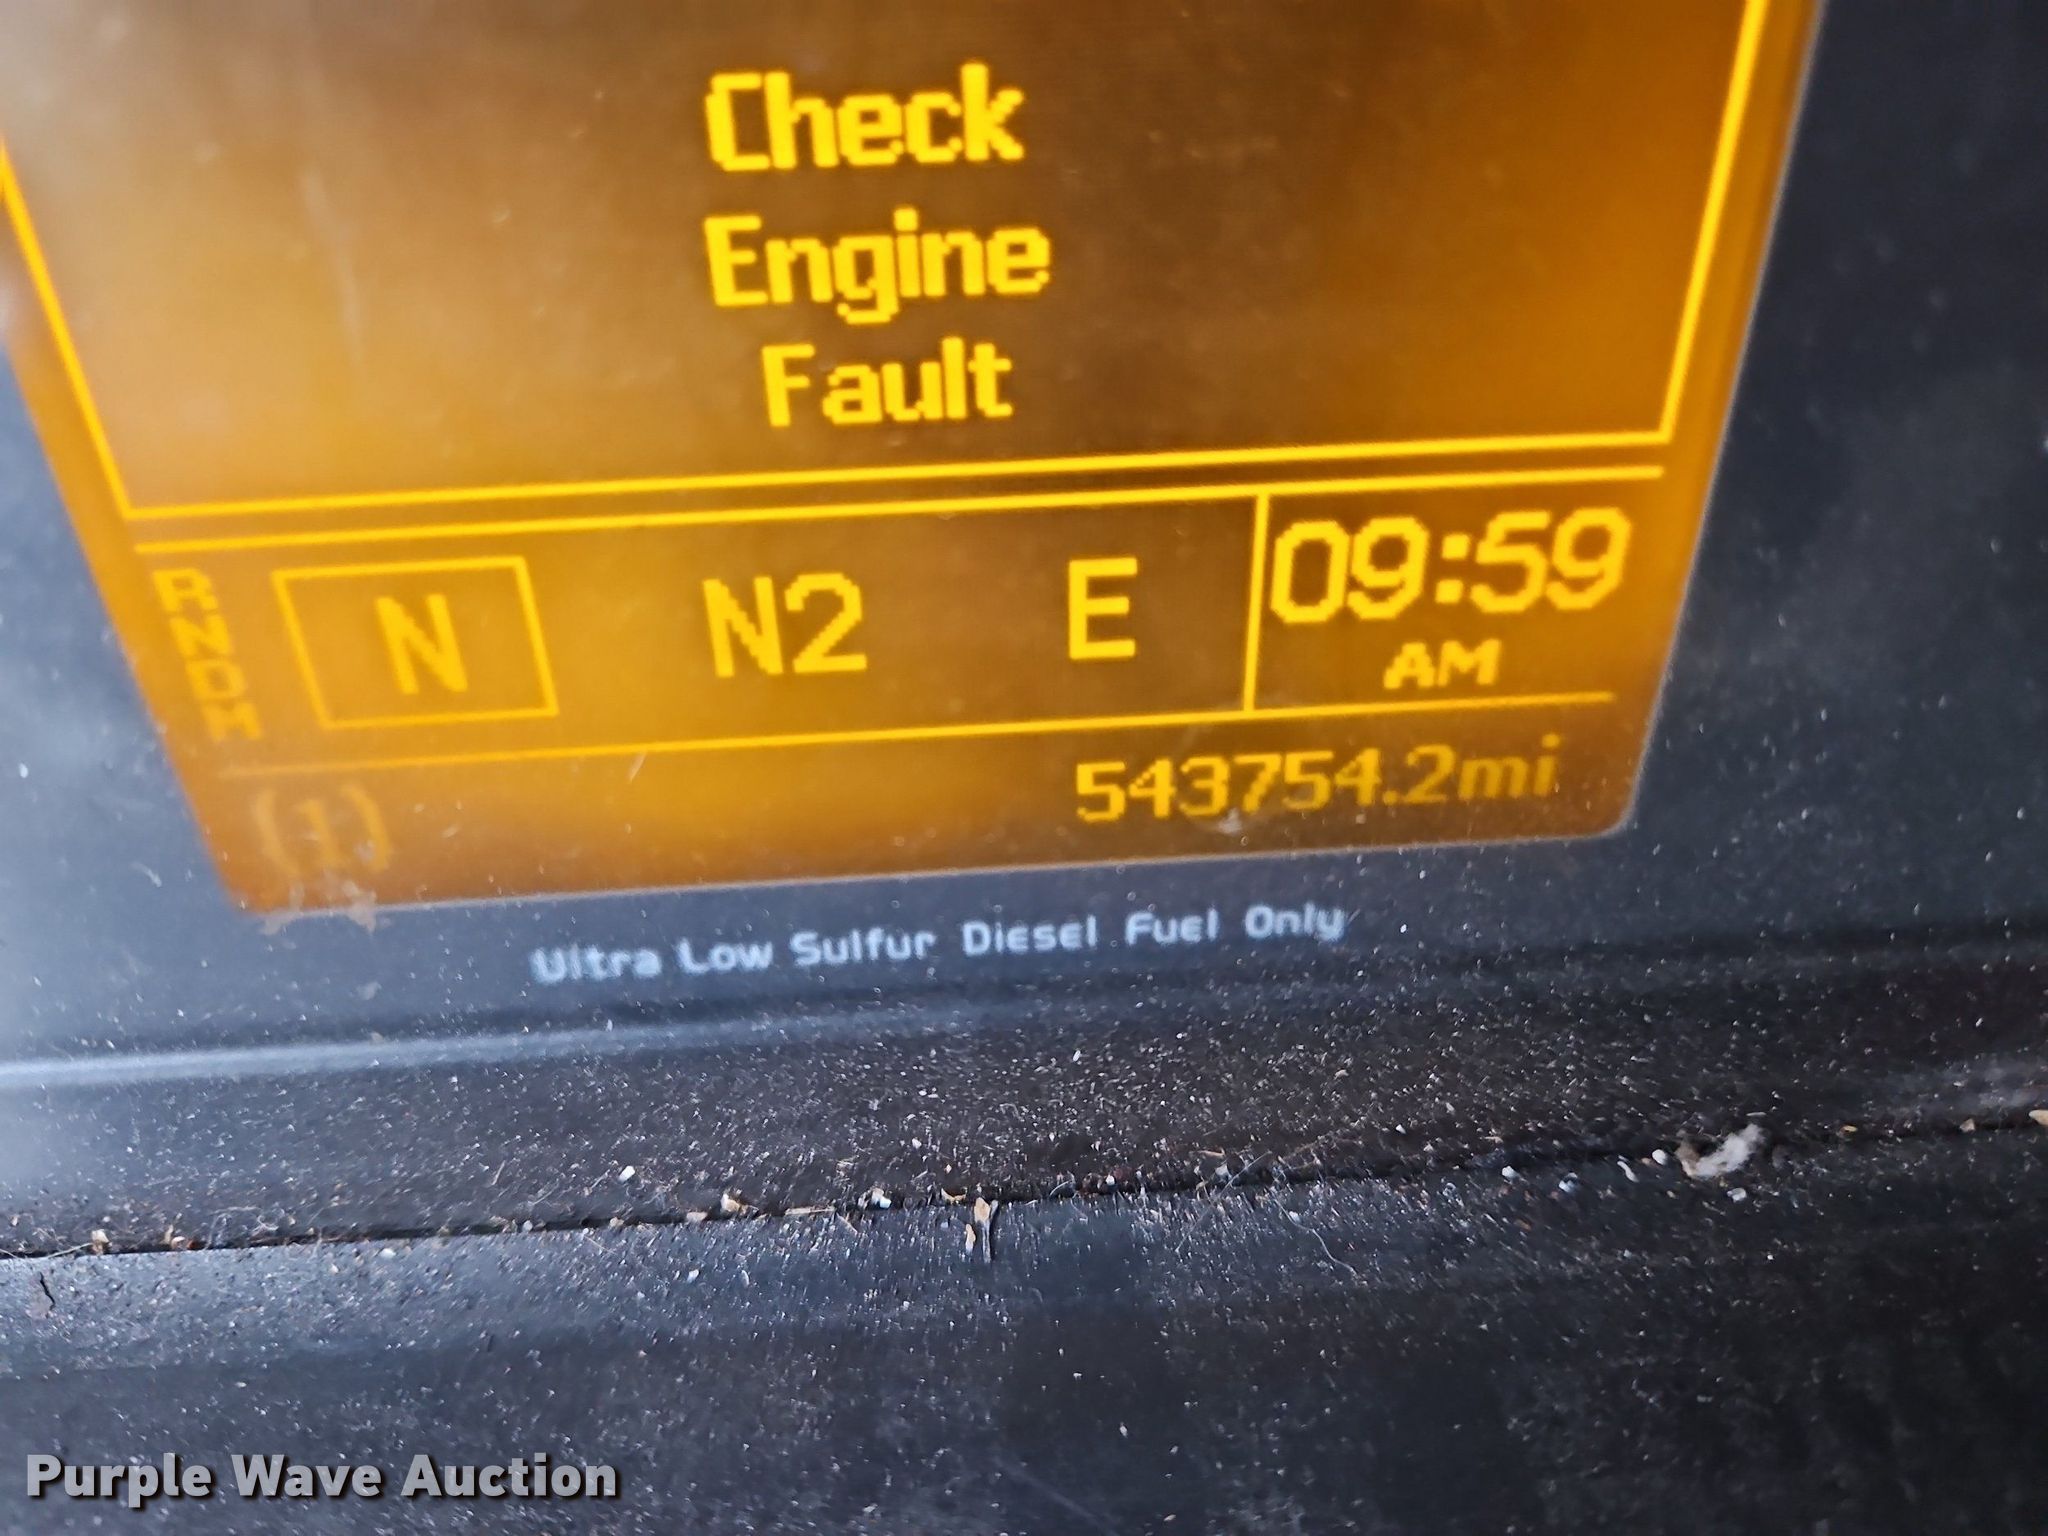 Check
Engine
Fault
RNDM
N N2 E 09:59
AM
(1) 543754.2mi
Ultra Low Sulfur Diesel Fuel Only
Purple Wave Auction